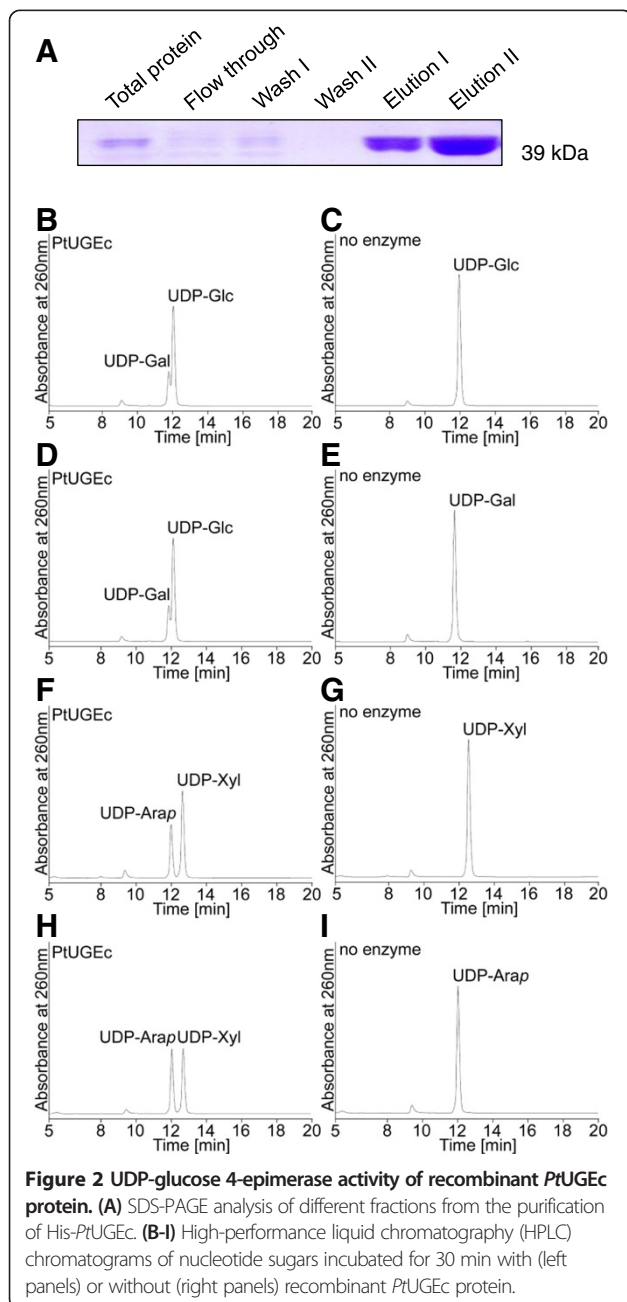 A
Total protein
Flow through
Wash I
Wash II
Elution I
Elution II
39 kDa
B
PtUGEc
UDP-Glc
UDP-Gal
Absorbance at 260nm
5 8 10 12 14 16 18 20
Time [min]
C
no enzyme
UDP-Glc
Absorbance at 260nm
5 8 10 12 14 16 18 20
Time [min]
D
PtUGEc
UDP-Glc
UDP-Gal
Absorbance at 260nm
5 8 10 12 14 16 18 20
Time [min]
E
no enzyme
UDP-Gal
Absorbance at 260nm
5 8 10 12 14 16 18 20
Time [min]
F
PtUGEc
UDP-Xyl
UDP-Arap
Absorbance at 260nm
5 8 10 12 14 16 18 20
Time [min]
G
no enzyme
UDP-Xyl
Absorbance at 260nm
5 8 10 12 14 16 18 20
Time [min]
H
PtUGEc
UDP-Arap UDP-Xyl
Absorbance at 260nm
5 8 10 12 14 16 18 20
Time [min]
I
no enzyme
UDP-Arap
Absorbance at 260nm
5 8 10 12 14 16 18 20
Time [min]
Figure 2 UDP-glucose 4-epimerase activity of recombinant PtUGEc
protein. (A) SDS-PAGE analysis of different fractions from the purification
of His-PtUGEc. (B-I) High-performance liquid chromatography (HPLC)
chromatograms of nucleotide sugars incubated for 30 min with (left
panels) or without (right panels) recombinant PtUGEc protein.